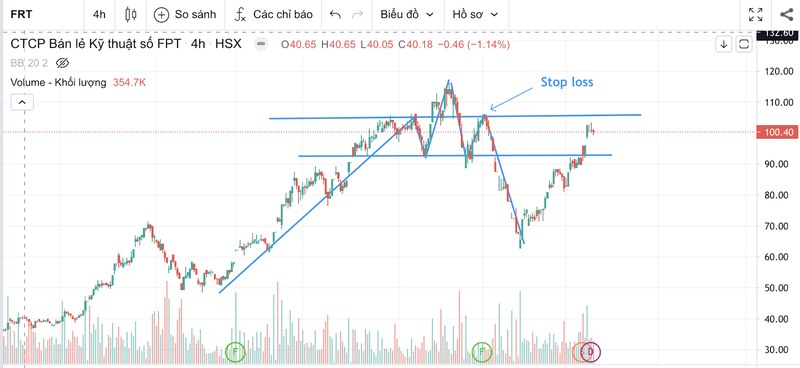 FRT 4h So sánh Các chỉ báo Biểu đồ Hồ sơ
CTCP Bán lẻ Kỹ thuật số FPT · 4h · HSX O40.65 H40.65 L40.05 C40.18 −0.46 (−1.14%)
BB 20 2
Volume - Khối lượng 354.7K
Stop loss
132.60
120.00
110.00
100.40
90.00
80.00
70.00
60.00
50.00
40.00
30.00
F F D